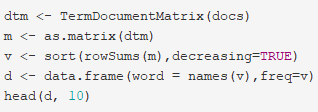 dtm <- TermDocumentMatrix(docs)
m <- as.matrix(dtm)
v <- sort(rowSums(m),decreasing=TRUE)
d <- data.frame(word = names(v),freq=v)
head(d, 10)